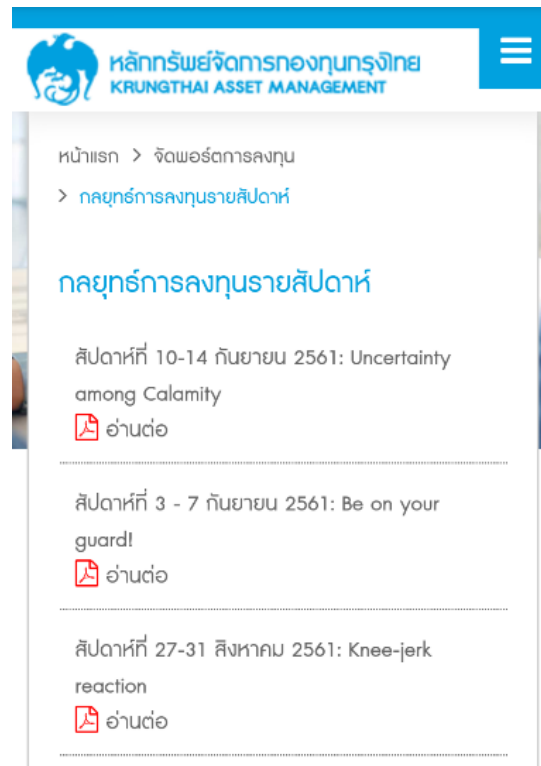 หลักทรัพย์จัดการกองทุนกรุงไทย
KRUNGTHAI ASSET MANAGEMENT
หน้าแรก > จัดพอร์ตการลงทุน
> กลยุทธ์การลงทุนรายสัปดาห์
กลยุทธ์การลงทุนรายสัปดาห์
สัปดาห์ที่ 10-14 กันยายน 2561: Uncertainty
among Calamity
อ่านต่อ
สัปดาห์ที่ 3 - 7 กันยายน 2561: Be on your
guard!
อ่านต่อ
สัปดาห์ที่ 27-31 สิงหาคม 2561: Knee-jerk
reaction
อ่านต่อ